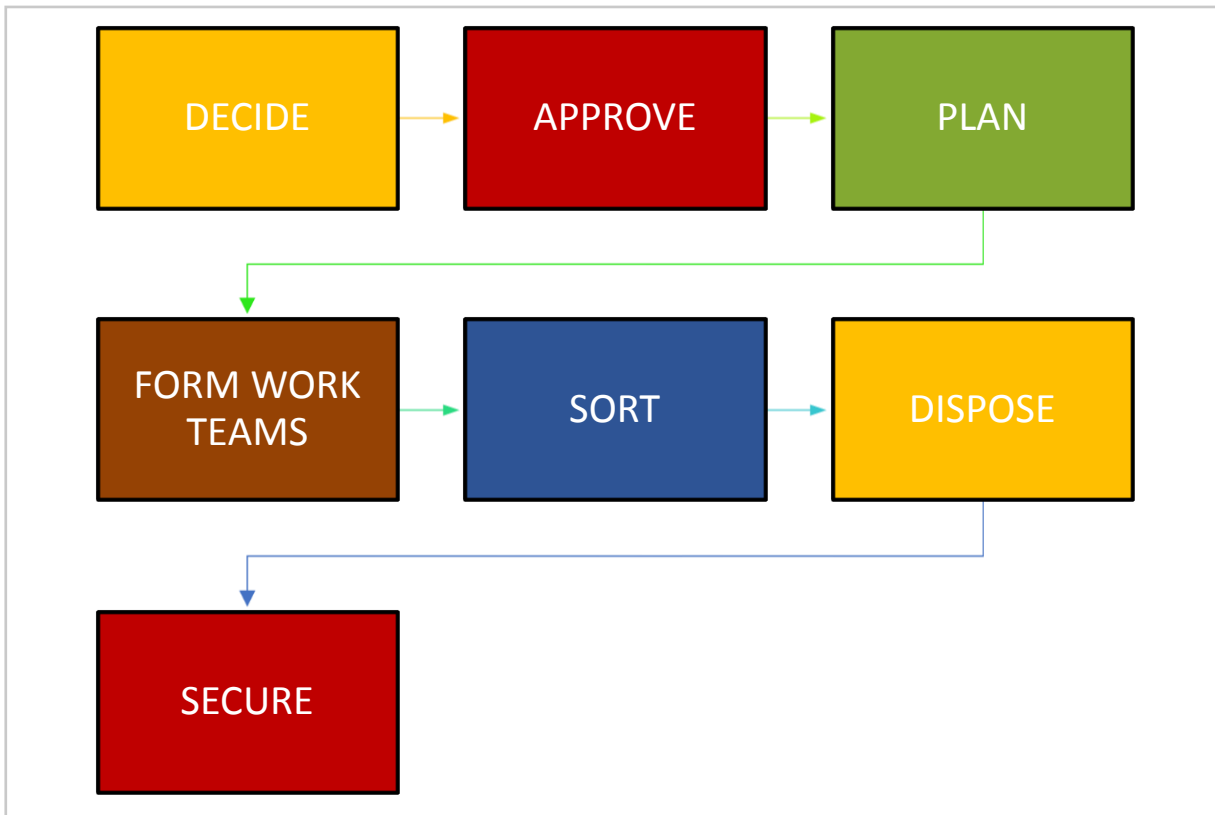 DECIDE
APPROVE
PLAN
FORM WORK
TEAMS
SORT
DISPOSE
SECURE